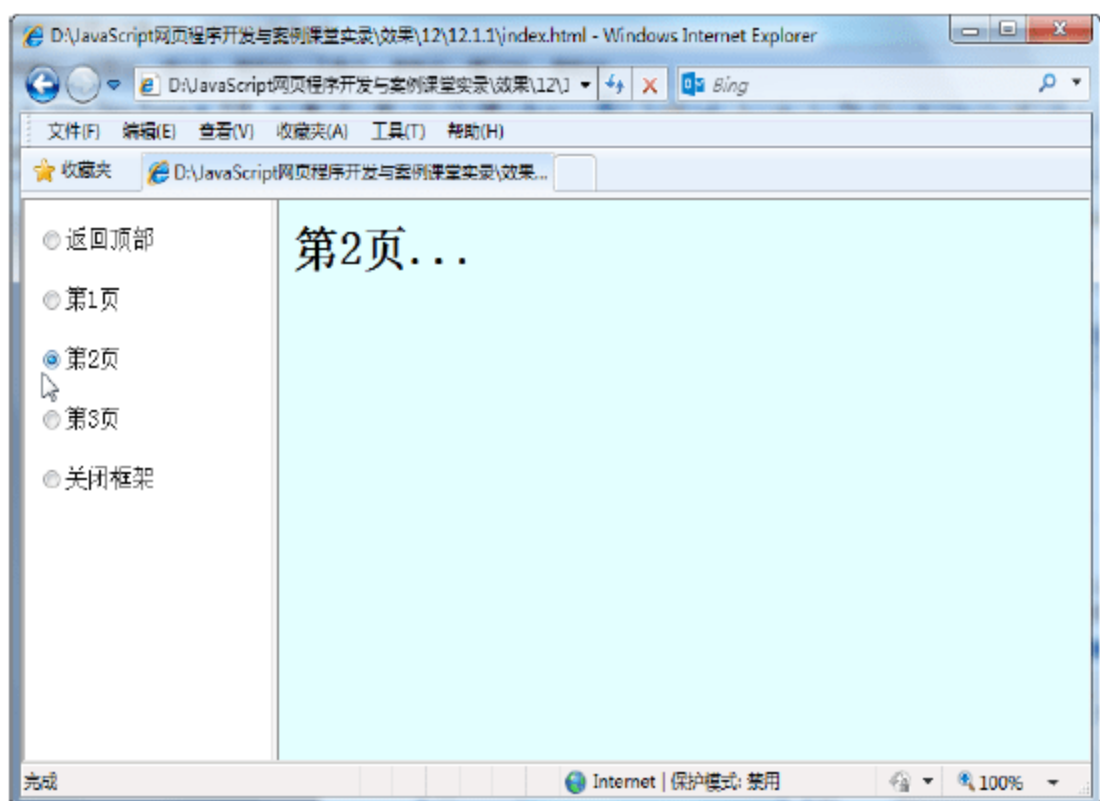 D:\JavaScript网页程序开发与案例课堂实录\效果\12\12.1.1\index.html - Windows Internet Explorer
D:\JavaScript网页程序开发与案例课堂实录\效果\12\1 Bing
文件(F) 编辑(E) 查看(V) 收藏夹(A) 工具(T) 帮助(H)
收藏夹 D:\JavaScript网页程序开发与案例课堂实录\效果...
返回顶部
第1页
第2页
第3页
关闭框架
第2页...
完成 Internet | 保护模式: 禁用 100%